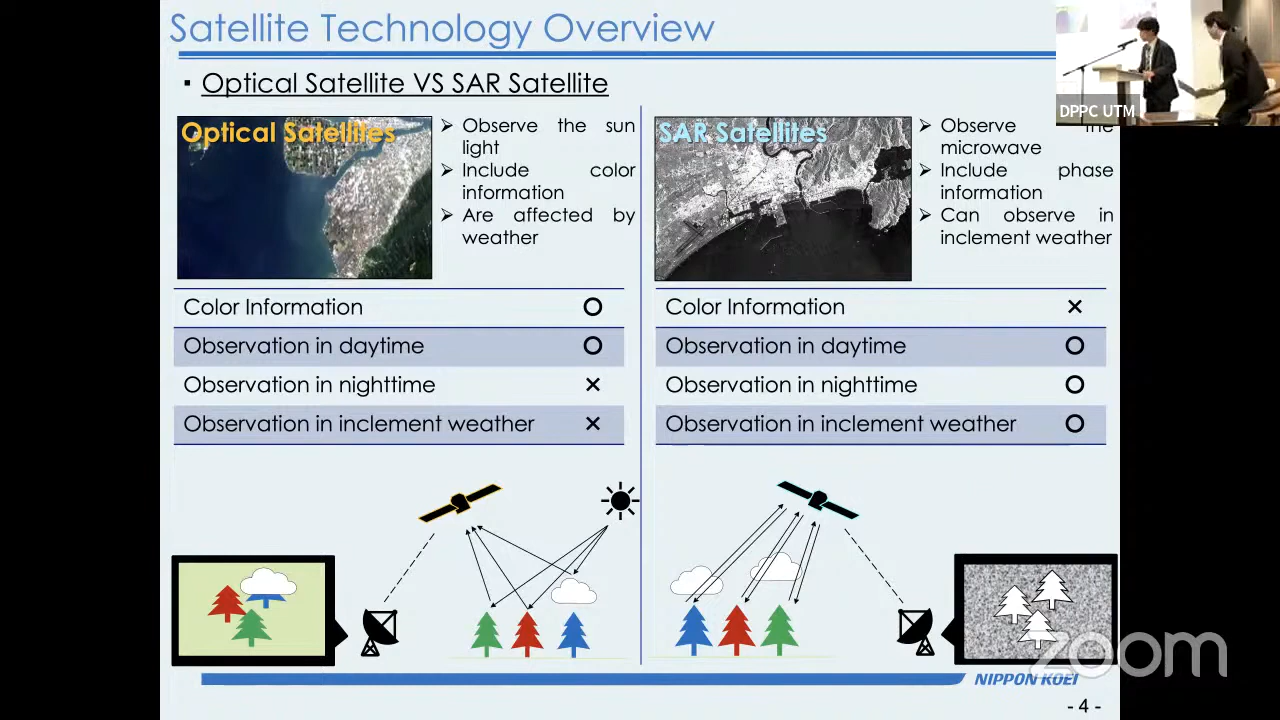 Satellite Technology Overview
▪ Optical Satellite VS SAR Satellite
Optical Satellites
➢ Observe the sun
light
➢ Include color
information
➢ Are affected by
weather
Color Information O
Observation in daytime O
Observation in nighttime ×
Observation in inclement weather ×
SAR Satellites
➢ Observe the
microwave
➢ Include phase
information
➢ Can observe in
inclement weather
Color Information ×
Observation in daytime O
Observation in nighttime O
Observation in inclement weather O
DPPC UTM
zoom
NIPPON KOEI
- 4 -